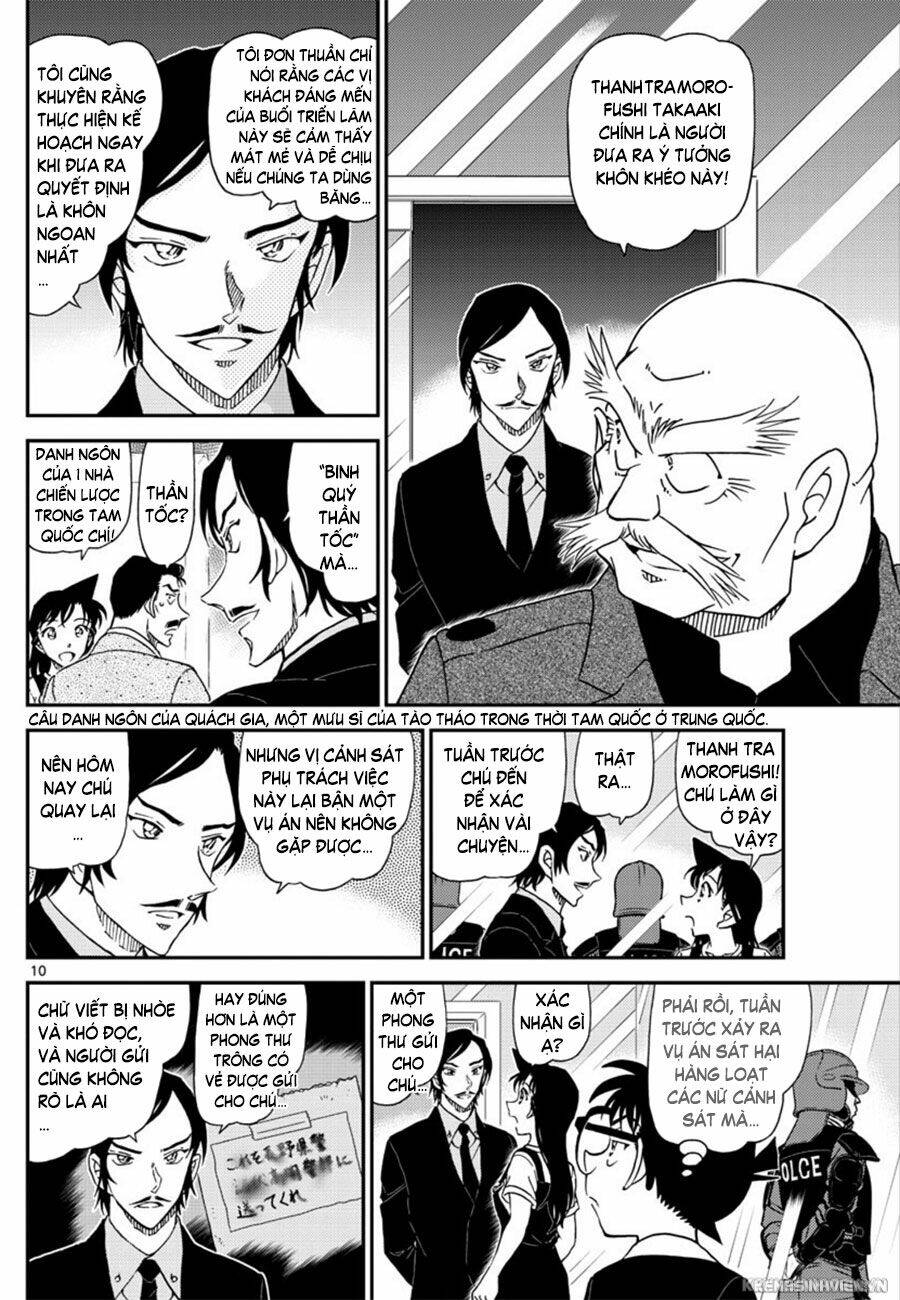 THANH TRA MORO-
FUSHI TAKAAKI
CHÍNH LÀ NGƯỜI
ĐƯA RA Ý TƯỞNG
KHÔN KHÉO NÀY!
TÔI ĐƠN THUẦN CHỈ
NÓI RẰNG CÁC VỊ
KHÁCH ĐÁNG MẾN
CỦA BUỔI TRIỂN LÃM
NÀY SẼ CẢM THẤY
MÁT MẺ VÀ DỄ CHỊU
NẾU CHÚNG TA DÙNG
BĂNG...
TÔI CŨNG
KHUYÊN RẰNG
THỰC HIỆN KẾ
HOẠCH NGAY
KHI ĐƯA RA
QUYẾT ĐỊNH
LÀ KHÔN
NGOAN
NHẤT
...
"BINH
QUÝ
THẦN
TỐC"
MÀ...
THẦN
TỐC?
DANH NGÔN
CỦA 1 NHÀ
CHIẾN LƯỢC
TRONG TAM
QUỐC CHÍ!
CÂU DANH NGÔN CỦA QUÁCH GIA, MỘT MƯU SĨ CỦA TÀO THÁO TRONG THỜI TAM QUỐC Ở TRUNG QUỐC.
THANH TRA
MOROFUSHI!
CHÚ LÀM GÌ
Ở ĐÂY
VẬY?
THẬT
RA...
TUẦN TRƯỚC
CHÚ ĐẾN
ĐỂ XÁC
NHẬN VÀI
CHUYỆN...
ICE
NHƯNG VỊ CẢNH SÁT
PHỤ TRÁCH VIỆC
NÀY LẠI BẬN MỘT
VỤ ÁN NÊN KHÔNG
GẶP ĐƯỢC...
NÊN HÔM
NAY CHÚ
QUAY LẠI
...
10
PHẢI RỒI, TUẦN
TRƯỚC XẢY RA
VỤ ÁN SÁT HẠI
HÀNG LOẠT
CÁC NỮ CẢNH
SÁT MÀ...
OLCE
XÁC
NHẬN GÌ
Ạ?
MỘT
PHONG
THƯ GỬI
CHO
CHÚ...
HAY ĐÚNG
HƠN LÀ MỘT
PHONG THƯ
TRÔNG CÓ
VẺ ĐƯỢC GỬI
CHO CHÚ...
CHỮ VIẾT BỊ NHÒE
VÀ KHÓ ĐỌC,
VÀ NGƯỜI GỬI
CŨNG KHÔNG
RÕ LÀ AI
...
これを長野県警
高明警部に
送ってくれ
KREMASINAVIEN.VN